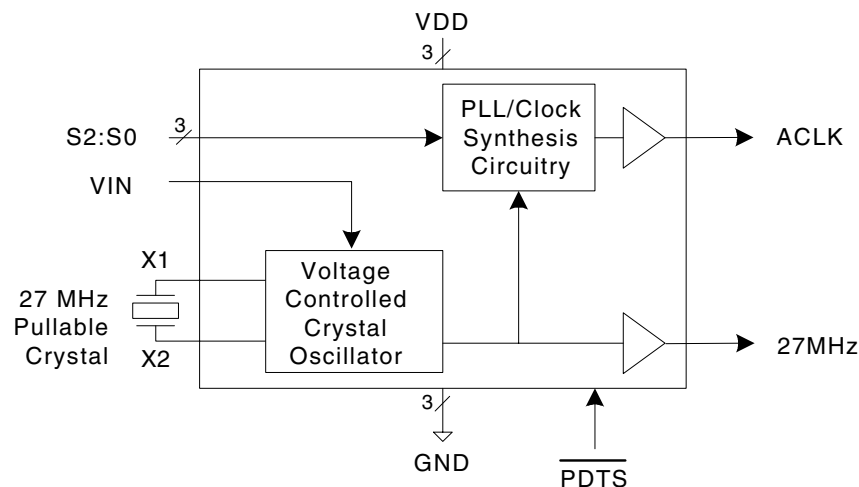 VDD
3
S2:S0
3
PLL/Clock
Synthesis
Circuitry
ACLK
VIN
X1
27 MHz
Pullable
Crystal
X2
Voltage
Controlled
Crystal
Oscillator
27MHz
3
GND
PDTS